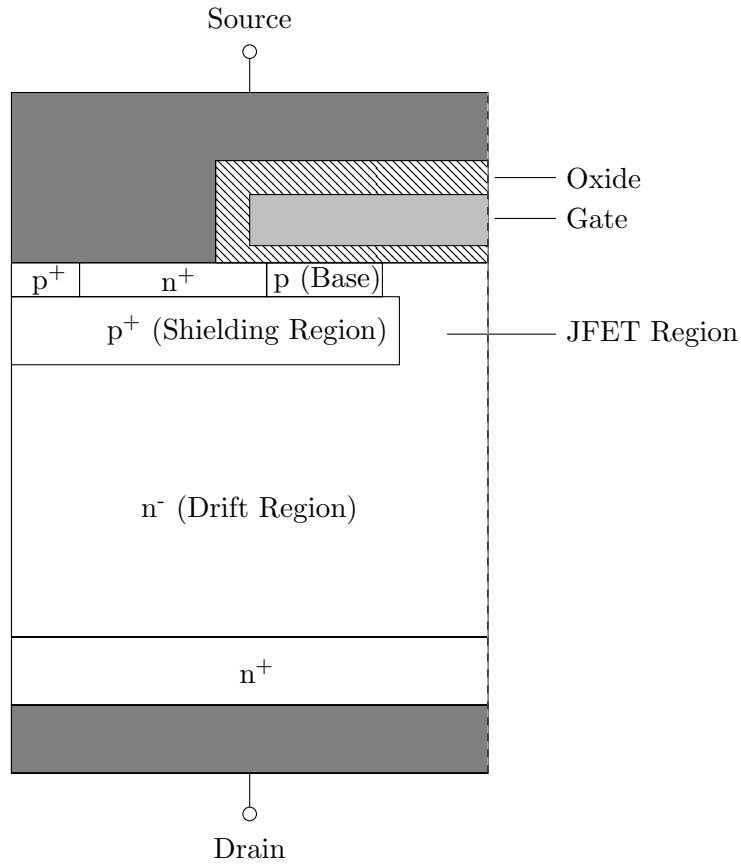 Source
Oxide
Gate
p⁺
n⁺
p (Base)
p⁺ (Shielding Region)
JFET Region
n⁻ (Drift Region)
n⁺
Drain